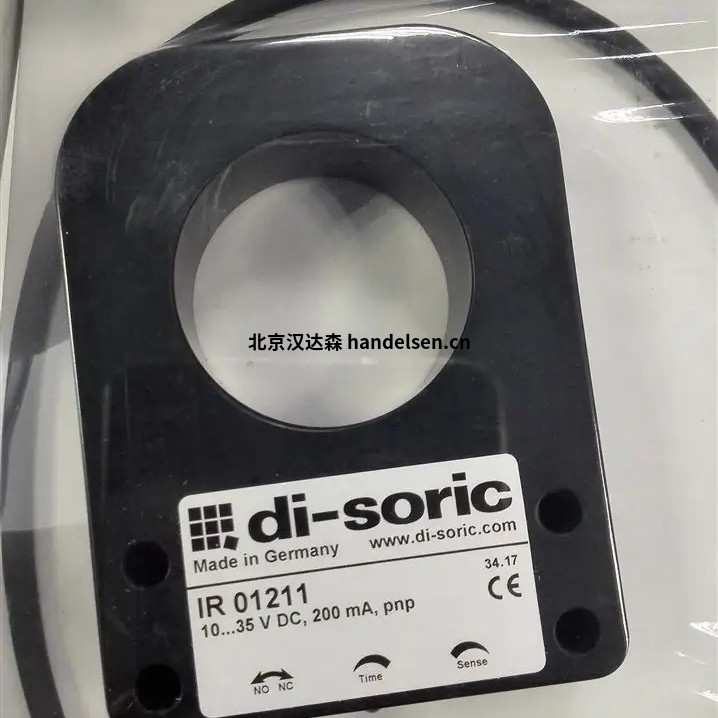 北京汉达森 handelsen.cn
di-soric
Made in Germany www.di-soric.com
34.17
IR 01211
10...35 V DC, 200 mA, pnp
CE
NO NC Time Sense